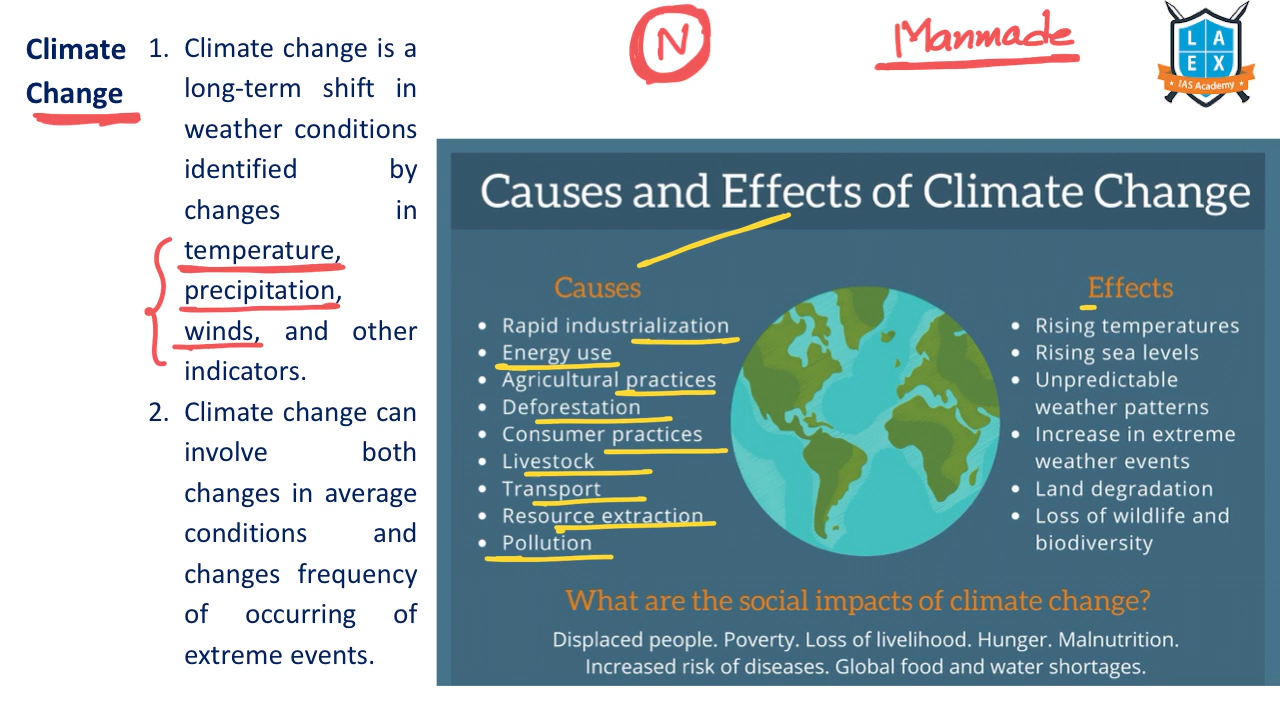 Climate
Change
1. Climate change is a
long-term shift in
weather conditions
identified by
changes in
temperature,
precipitation,
winds, and other
indicators.
2. Climate change can
involve both
changes in average
conditions and
changes frequency
of occurring of
extreme events.
N
Manmade
L A
E X
IAS Academy
Causes and Effects of Climate Change
Causes
• Rapid industrialization
• Energy use
• Agricultural practices
• Deforestation
• Consumer practices
• Livestock
• Transport
• Resource extraction
• Pollution
Effects
• Rising temperatures
• Rising sea levels
• Unpredictable
weather patterns
• Increase in extreme
weather events
• Land degradation
• Loss of wildlife and
biodiversity
What are the social impacts of climate change?
Displaced people. Poverty. Loss of livelihood. Hunger. Malnutrition.
Increased risk of diseases. Global food and water shortages.